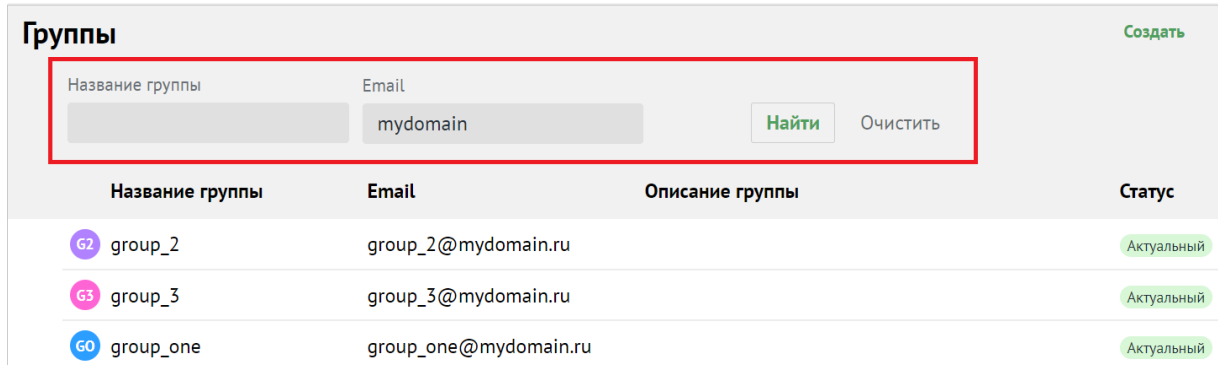 Группы Создать
Название группы Email
mydomain Найти Очистить
Название группы Email Описание группы Статус
G2 group_2 group_2@mydomain.ru Актуальный
G3 group_3 group_3@mydomain.ru Актуальный
GO group_one group_one@mydomain.ru Актуальный